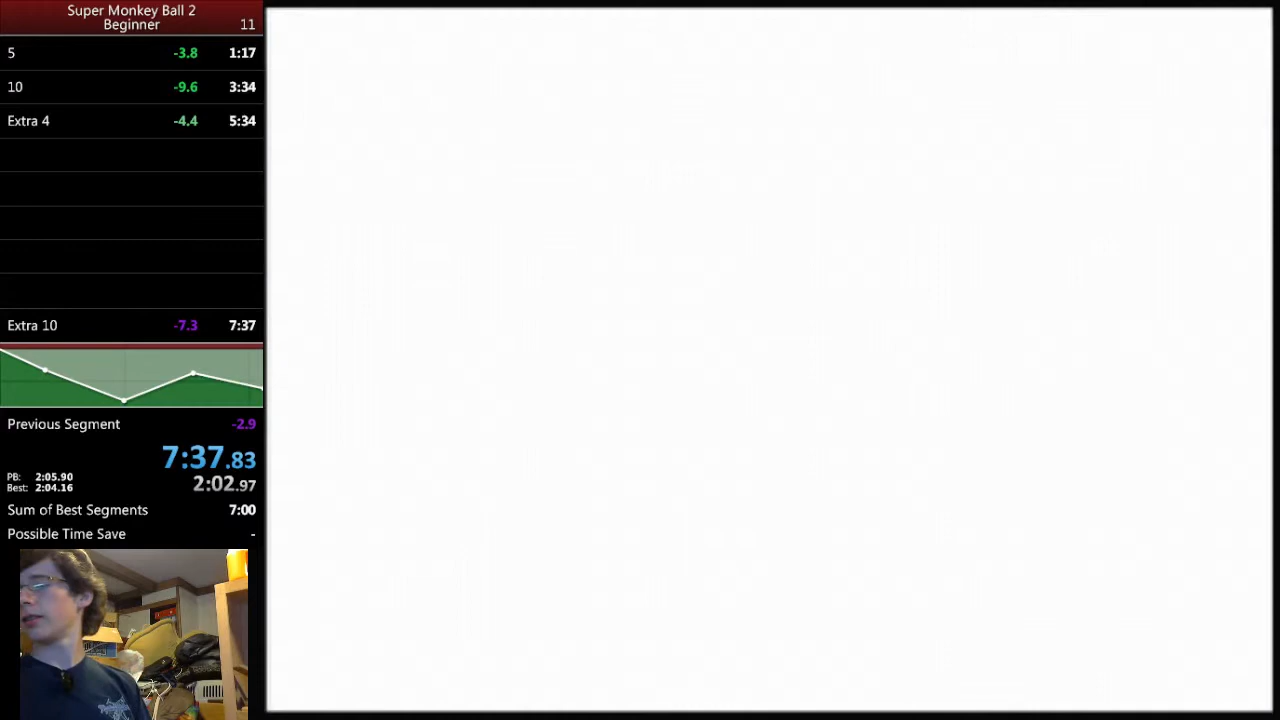 Super Monkey Ball 2
Beginner 11
5 -3.8 1:17
10 -9.6 3:34
Extra 4 -4.4 5:34
Extra 10 -7.3 7:37
Previous Segment -2.9
7:37.83
PB: 2:05.90
Best: 2:04.16
2:02.97
Sum of Best Segments 7:00
Possible Time Save -